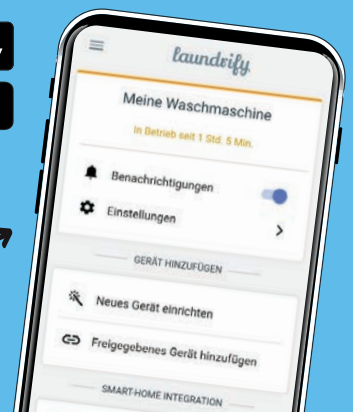 laundrify
Meine Waschmaschine
In Betrieb seit 1 Std. 5 Min.
Benachrichtigungen
Einstellungen
GERÄT HINZUFÜGEN
Neues Gerät einrichten
Freigegebenes Gerät hinzufügen
SMART-HOME INTEGRATION